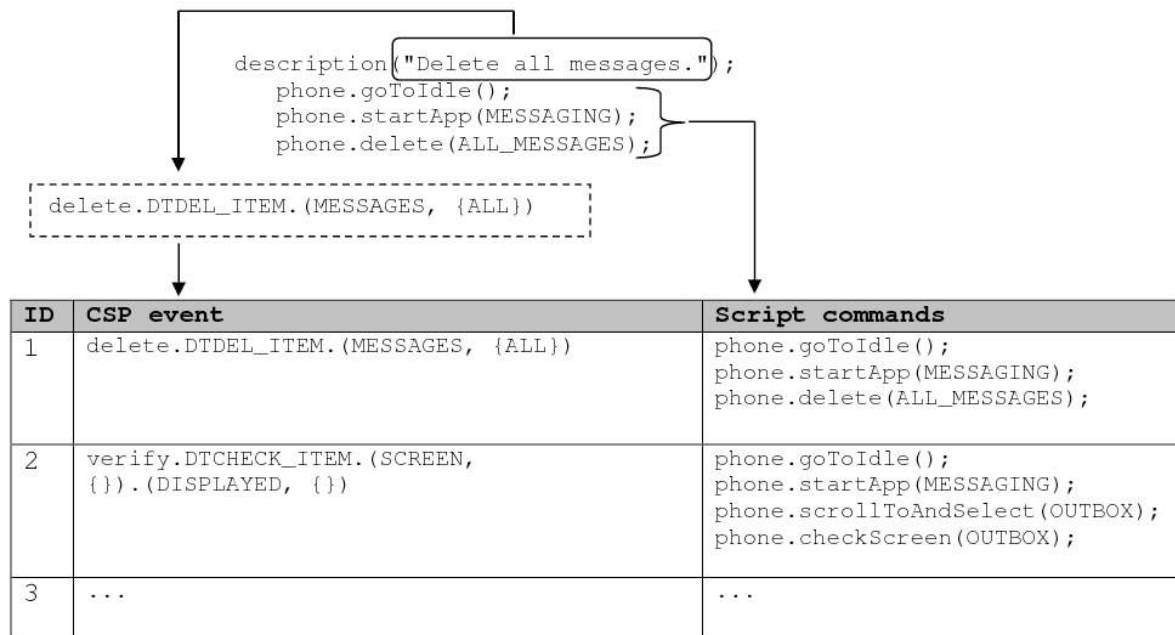 description("Delete all messages.");
phone.goToIdle();
phone.startApp(MESSAGING);
phone.delete(ALL_MESSAGES);
delete.DTDEL_ITEM.(MESSAGES, {ALL})
ID CSP event Script commands
1 delete.DTDEL_ITEM.(MESSAGES, {ALL}) phone.goToIdle();
phone.startApp(MESSAGING);
phone.delete(ALL_MESSAGES);
2 verify.DTCHECK_ITEM.(SCREEN, phone.goToIdle();
{}).(DISPLAYED, {}) phone.startApp(MESSAGING);
phone.scrollToAndSelect(OUTBOX);
phone.checkScreen(OUTBOX);
3 ... ...